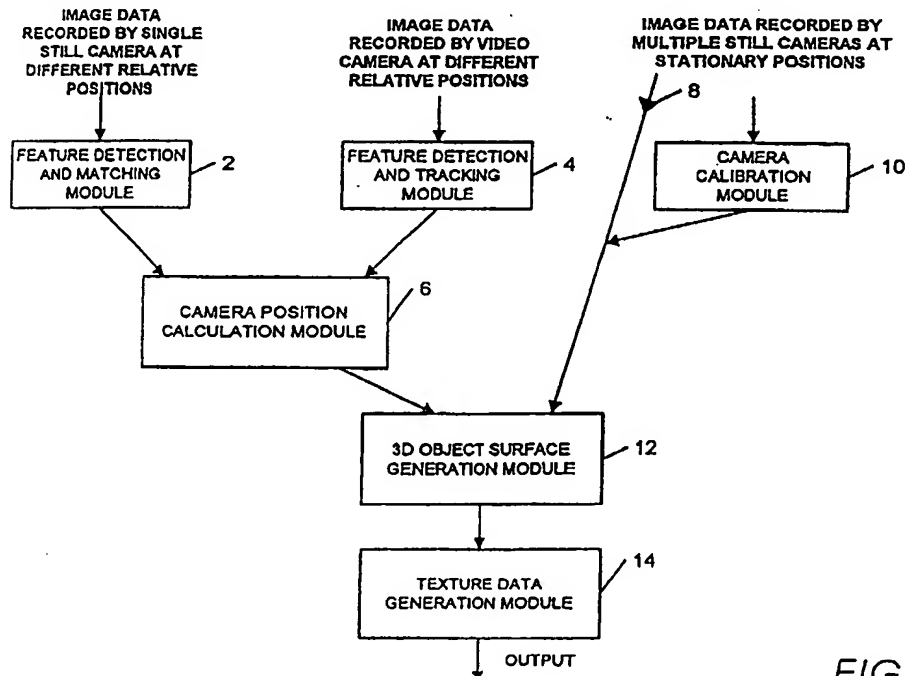 IMAGE DATA
RECORDED BY SINGLE
STILL CAMERA AT
DIFFERENT RELATIVE
POSITIONS
IMAGE DATA
RECORDED BY VIDEO
CAMERA AT DIFFERENT
RELATIVE POSITIONS
IMAGE DATA RECORDED BY
MULTIPLE STILL CAMERAS AT
STATIONARY POSITIONS
8
FEATURE DETECTION
AND MATCHING
MODULE
2
FEATURE DETECTION
AND TRACKING
MODULE
4
CAMERA
CALIBRATION
MODULE
10
CAMERA POSITION
CALCULATION MODULE
6
3D OBJECT SURFACE
GENERATION MODULE
12
TEXTURE DATA
GENERATION MODULE
14
OUTPUT
FIG